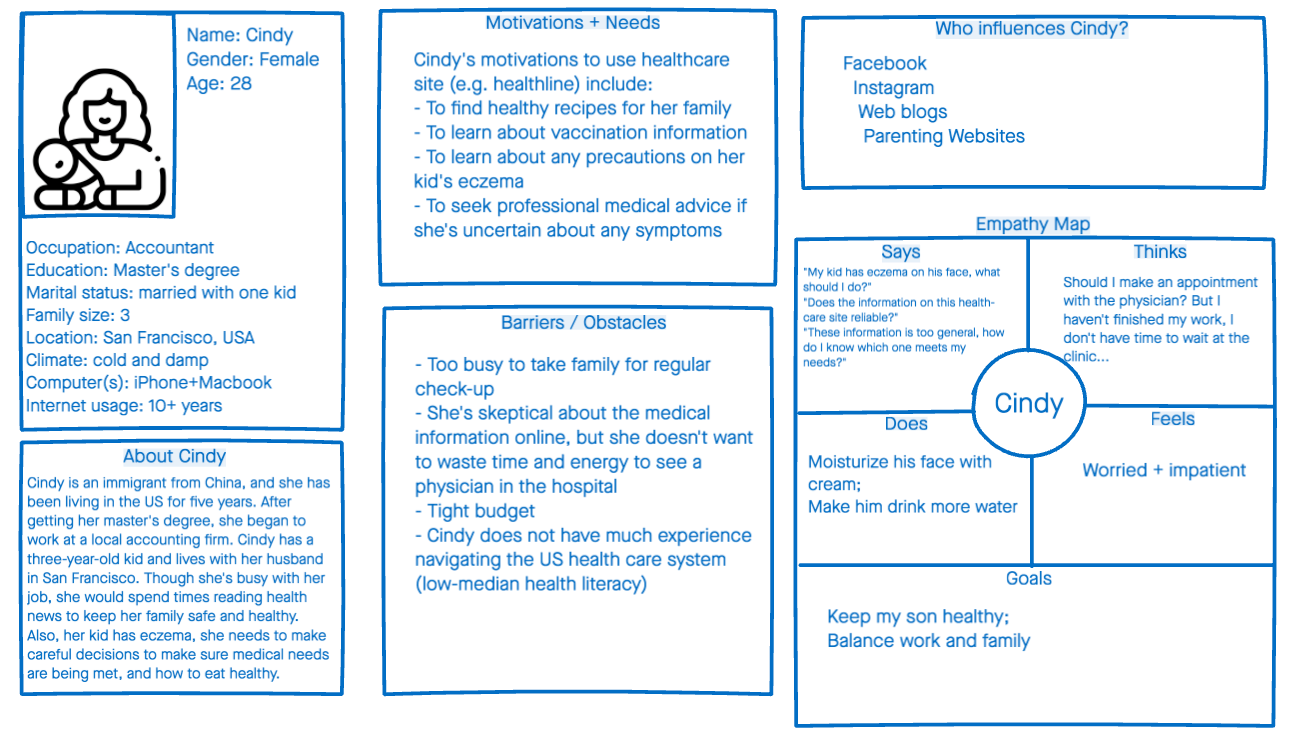 Name: Cindy
Gender: Female
Age: 28
Occupation: Accountant
Education: Master's degree
Marital status: married with one kid
Family size: 3
Location: San Francisco, USA
Climate: cold and damp
Computer(s): iPhone+Macbook
Internet usage: 10+ years
About Cindy
Cindy is an immigrant from China, and she has
been living in the US for five years. After
getting her master's degree, she began to
work at a local accounting firm. Cindy has a
three-year-old kid and lives with her husband
in San Francisco. Though she's busy with her
job, she would spend times reading health
news to keep her family safe and healthy.
Also, her kid has eczema, she needs to make
careful decisions to make sure medical needs
are being met, and how to eat healthy.
Motivations + Needs
Cindy's motivations to use healthcare
site (e.g. healthline) include:
- To find healthy recipes for her family
- To learn about vaccination information
- To learn about any precautions on her
kid's eczema
- To seek professional medical advice if
she's uncertain about any symptoms
Barriers / Obstacles
- Too busy to take family for regular
check-up
- She's skeptical about the medical
information online, but she doesn't want
to waste time and energy to see a
physician in the hospital
- Tight budget
- Cindy does not have much experience
navigating the US health care system
(low-median health literacy)
Who influences Cindy?
Facebook
Instagram
Web blogs
Parenting Websites
Empathy Map
Says
"My kid has eczema on his face, what
should I do?"
"Does the information on this health-
care site reliable?"
"These information is too general, how
do I know which one meets my
needs?"
Thinks
Should I make an appointment
with the physician? But I
haven't finished my work, I
don't have time to wait at the
clinic...
Cindy
Does
Moisturize his face with
cream;
Make him drink more water
Feels
Worried + impatient
Goals
Keep my son healthy;
Balance work and family